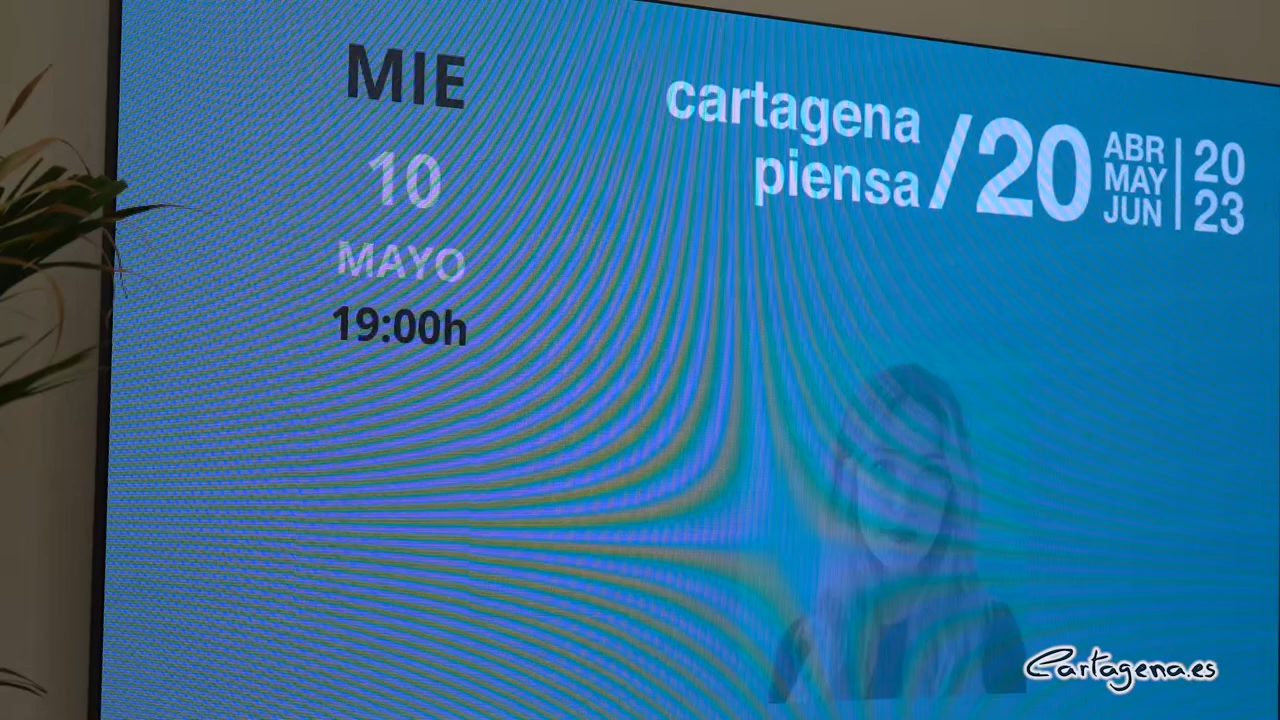 MIE
10
MAYO
19:00h
cartagena
piensa
/20
ABR
MAY
JUN
20
23
Cartagena.es